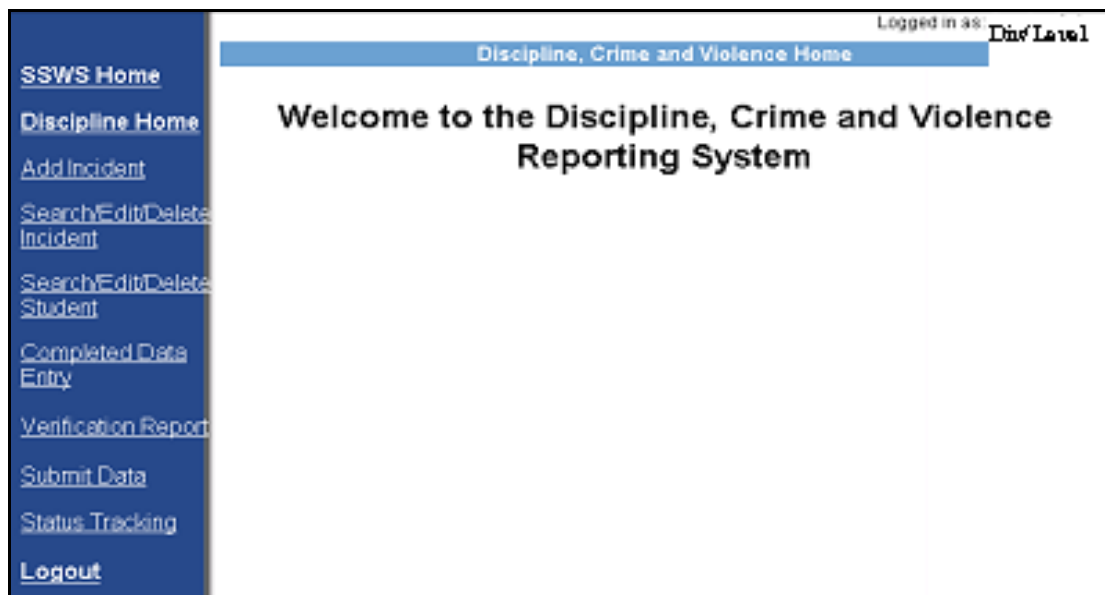 Logged in as: Div Level
Discipline, Crime and Violence Home
SSWS Home
Discipline Home
Add Incident
Search/Edit/Delete
Incident
Search/Edit/Delete
Student
Completed Data
Entry
Verification Report
Submit Data
Status Tracking
Logout
Welcome to the Discipline, Crime and Violence
Reporting System